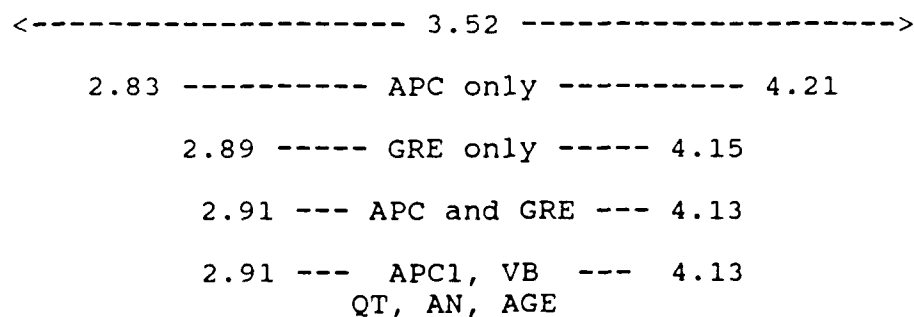 <--------------------- 3.52 --------------------->
2.83 ---------- APC only ---------- 4.21
2.89 ----- GRE only ----- 4.15
2.91 --- APC and GRE --- 4.13
2.91 --- APC1, VB --- 4.13
QT, AN, AGE